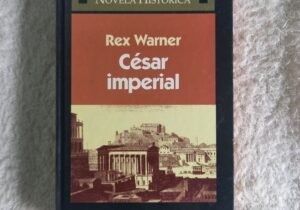 NOVELA HISTÓRICA
Rex Warner
César
imperial